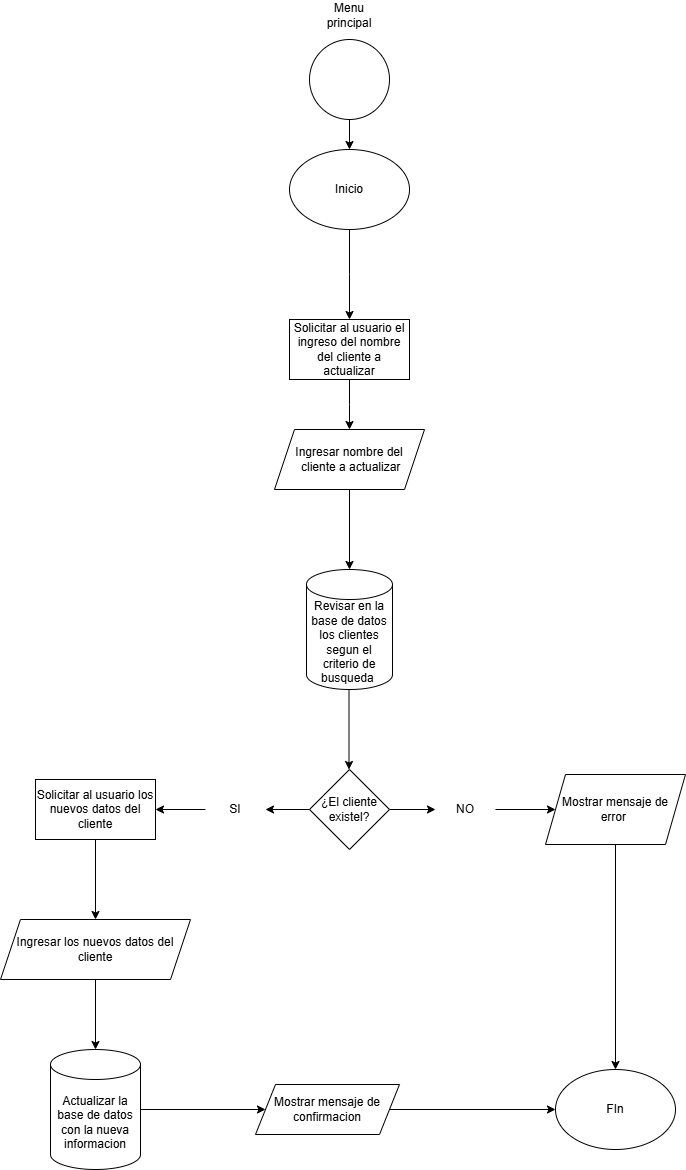 Menu
principal
Inicio
Solicitar al usuario el
ingreso del nombre
del cliente a
actualizar
Ingresar nombre del
cliente a actualizar
Revisar en la
base de datos
los clientes
segun el
criterio de
busqueda
¿El cliente
existel?
SI
NO
Solicitar al usuario los
nuevos datos del
cliente
Mostrar mensaje de
error
Ingresar los nuevos datos del
cliente
Actualizar la
base de datos
con la nueva
informacion
Mostrar mensaje de
confirmacion
FIn